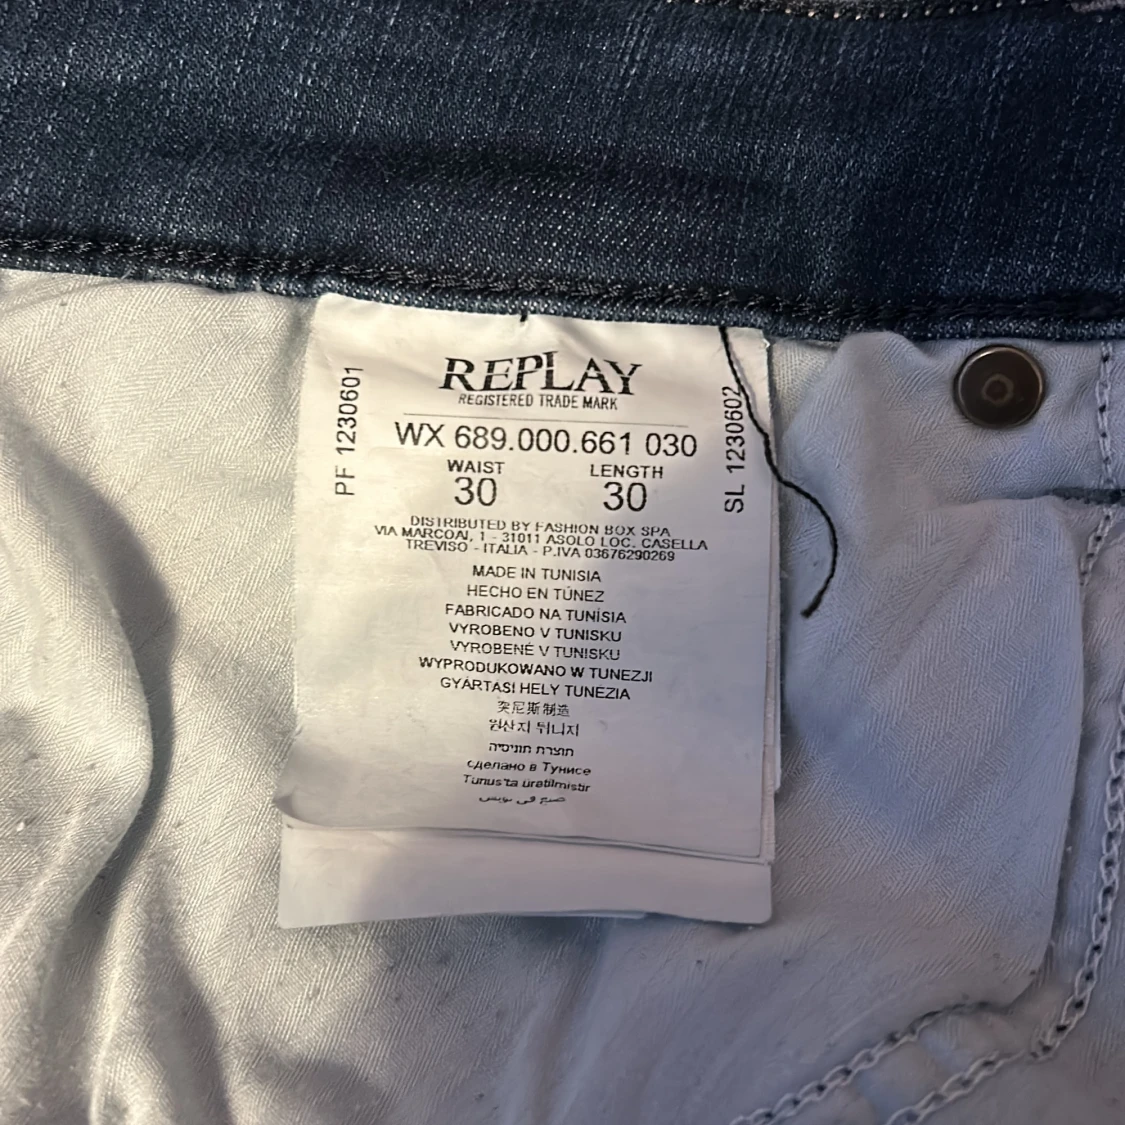 REPLAY
REGISTERED TRADE MARK
PF 1230601
SL 1230602
WX 689.000.661 030
WAIST LENGTH
30 30
DISTRIBUTED BY FASHION BOX SPA
VIA MARCOAI, 1 - 31011 ASOLO LOC. CASELLA
TREVISO - ITALIA - P.IVA 03676290269
MADE IN TUNISIA
HECHO EN TÚNEZ
FABRICADO NA TUNÍSIA
VYROBENO V TUNISKU
VYROBENÉ V TUNISKU
WYPRODUKOWANO W TUNEZJI
GYÁRTASI HELY TUNÉZIA
突尼斯制造
원산지 튀니지
תוצרת תוניסיה
сделано в Тунисе
Tunus'ta üretilmistir
صنع في تونس